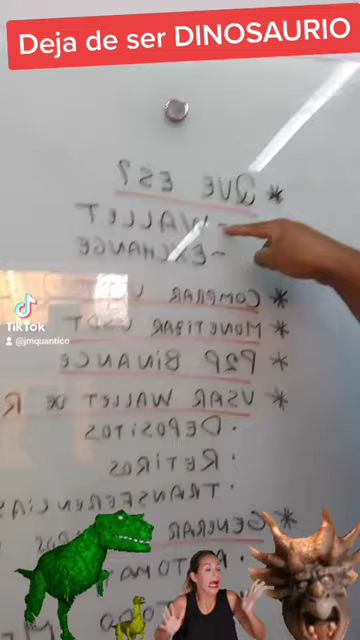 Deja de ser DINOSAURIO
* QUE ES?
- WALLET
- EXCHANGE
* COMPRAR
* MONETIZAR USDT
* P2P BINANCE
* USAR WALLET DE R
· DEPOSITOS
· RETIROS
· TRANSFERENCIAS
* GENERAR
TikTok
@jmquantico